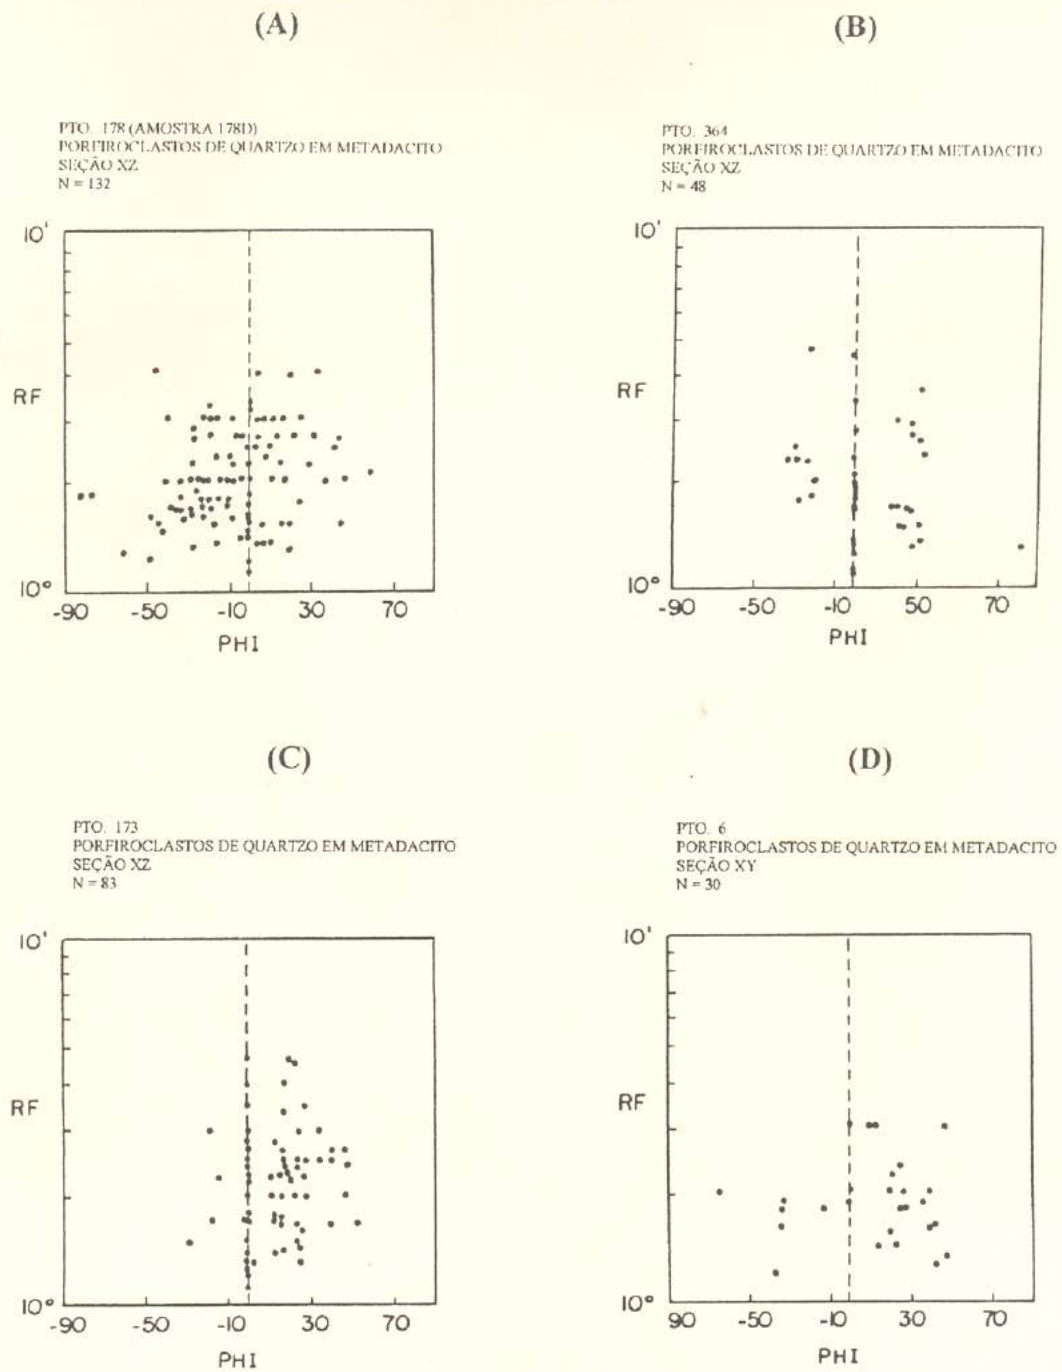 (A)
PTO. 178 (AMOSTRA 178D)
PORFIROCLASTOS DE QUARTZO EM METADACITO
SEÇÃO XZ
N = 132
10'
RF
10°
-90 -50 -10 30 70
PHI
(B)
PTO. 364
PORFIROCLASTOS DE QUARTZO EM METADACITO
SEÇÃO XZ
N = 48
10'
RF
10°
-90 -50 -10 50 70
PHI
(C)
PTO. 173
PORFIROCLASTOS DE QUARTZO EM METADACITO
SEÇÃO XZ
N = 83
10'
RF
10°
-90 -50 -10 30 70
PHI
(D)
PTO. 6
PORFIROCLASTOS DE QUARTZO EM METADACITO
SEÇÃO XY
N = 30
10'
RF
10°
90 -50 -10 30 70
PHI